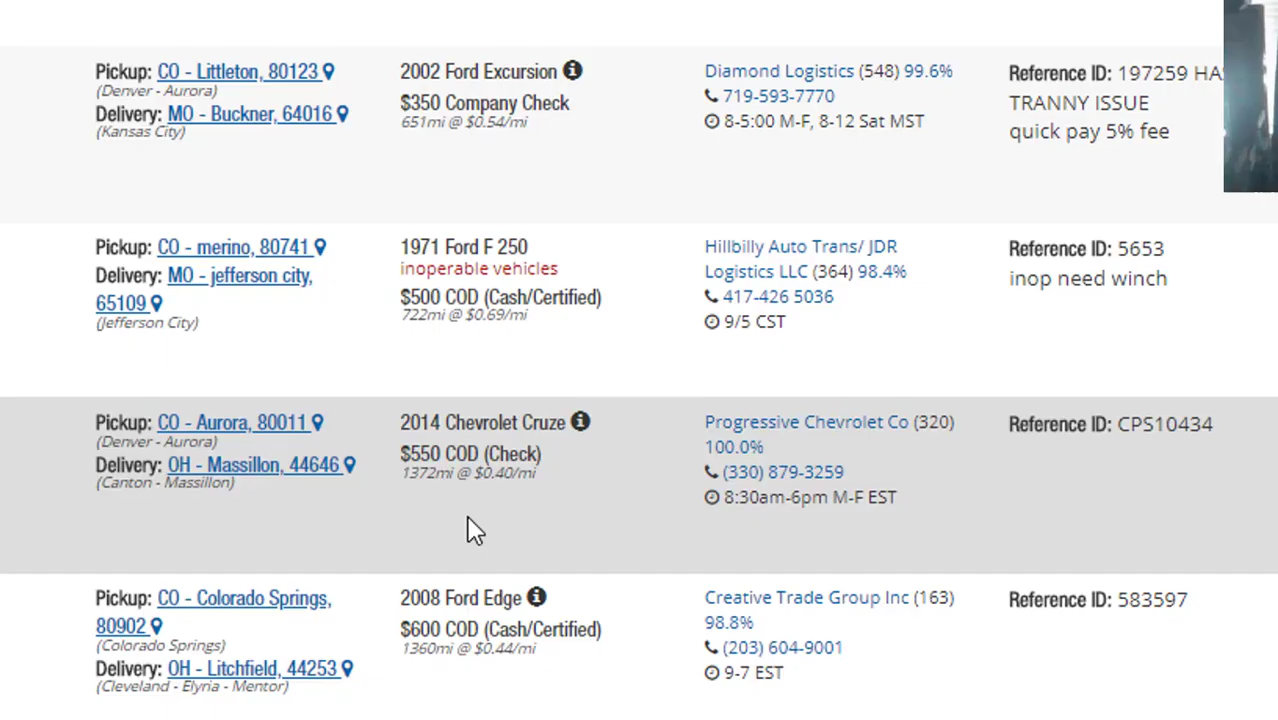 Pickup: CO - Littleton, 80123
(Denver - Aurora)
Delivery: MO - Buckner, 64016
(Kansas City)
2002 Ford Excursion
$350 Company Check
651mi @ $0.54/mi
Diamond Logistics (548) 99.6%
719-593-7770
8-5:00 M-F, 8-12 Sat MST
Reference ID: 197259 HA
TRANNY ISSUE
quick pay 5% fee
Pickup: CO - merino, 80741
Delivery: MO - jefferson city,
65109
(Jefferson City)
1971 Ford F 250
inoperable vehicles
$500 COD (Cash/Certified)
722mi @ $0.69/mi
Hillbilly Auto Trans/ JDR
Logistics LLC (364) 98.4%
417-426 5036
9/5 CST
Reference ID: 5653
inop need winch
Pickup: CO - Aurora, 80011
(Denver - Aurora)
Delivery: OH - Massillon, 44646
(Canton - Massillon)
2014 Chevrolet Cruze
$550 COD (Check)
1372mi @ $0.40/mi
Progressive Chevrolet Co (320)
100.0%
(330) 879-3259
8:30am-6pm M-F EST
Reference ID: CPS10434
Pickup: CO - Colorado Springs,
80902
(Colorado Springs)
Delivery: OH - Litchfield, 44253
(Cleveland - Elyria - Mentor)
2008 Ford Edge
$600 COD (Cash/Certified)
1360mi @ $0.44/mi
Creative Trade Group Inc (163)
98.8%
(203) 604-9001
9-7 EST
Reference ID: 583597